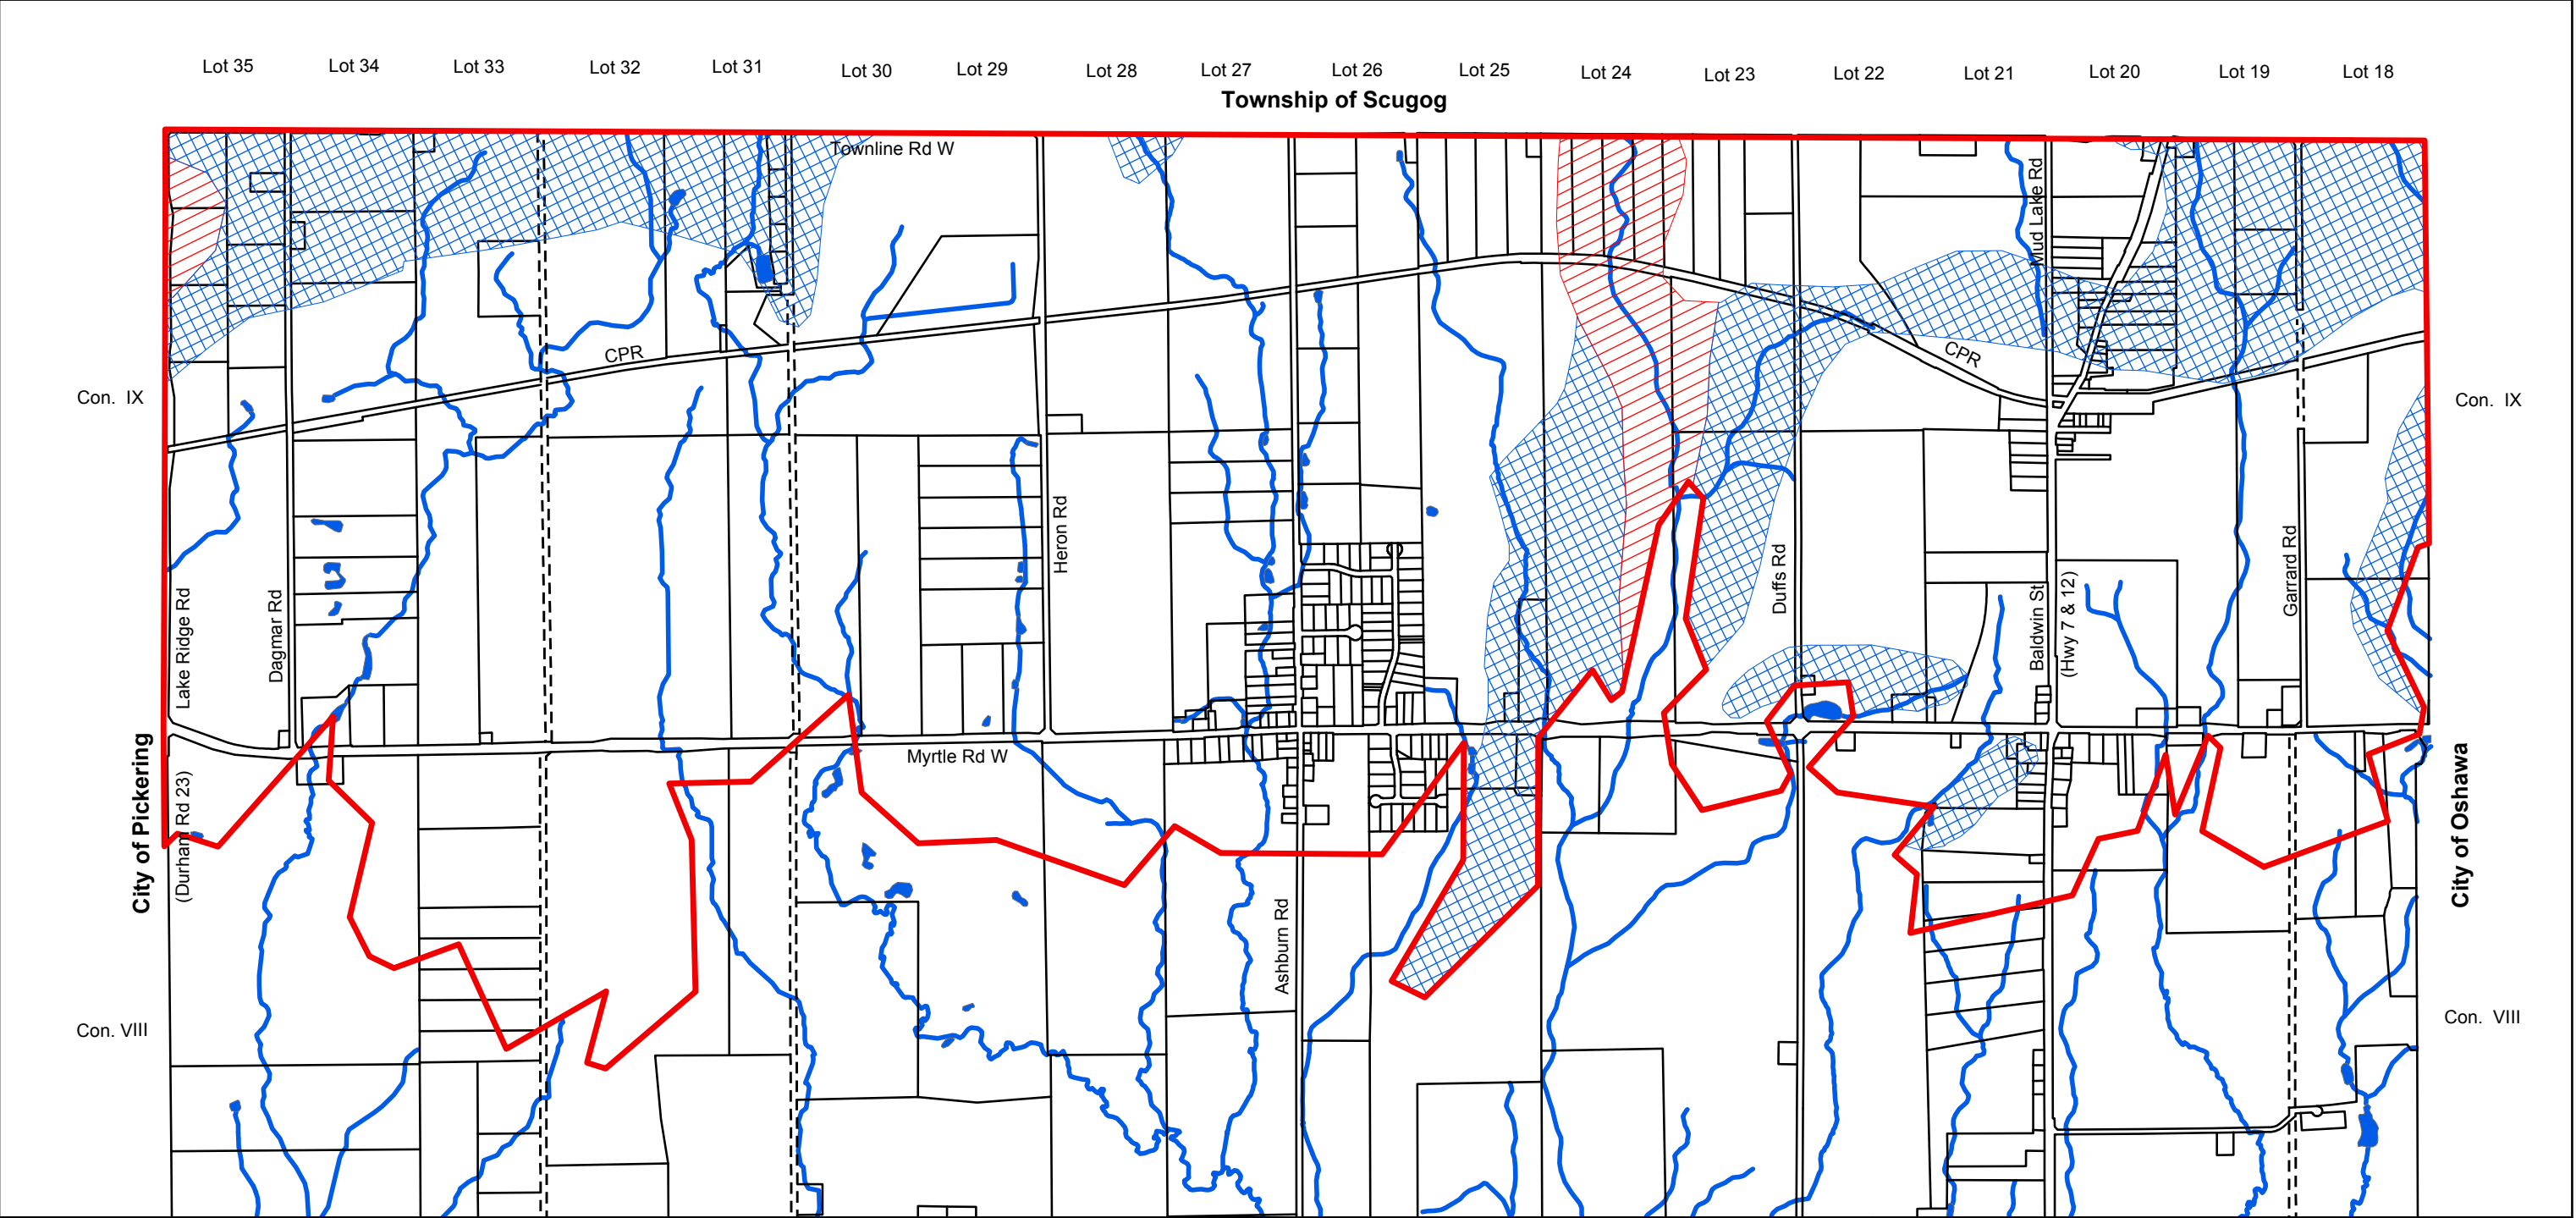 Lot 35
Lot 34
Lot 33
Lot 32
Lot 31
Lot 30
Lot 29
Lot 28
Lot 27
Lot 26
Lot 25
Lot 24
Lot 23
Lot 22
Lot 21
Lot 20
Lot 19
Lot 18
Township of Scugog
Townline Rd W
Mud Lake Rd
CPR
CPR
Con. IX
Con. IX
Lake Ridge Rd
(Durham Rd 23)
Dagmar Rd
Heron Rd
Duffs Rd
Baldwin St
(Hwy 7 & 12)
Garrard Rd
Myrtle Rd W
City of Pickering
City of Oshawa
Ashburn Rd
Con. VIII
Con. VIII